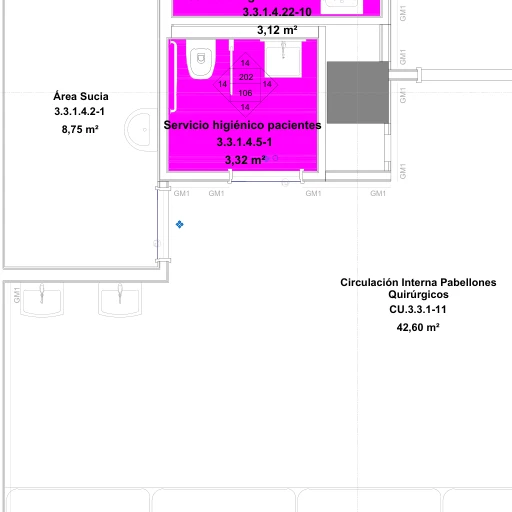 3.3.1.4.22-10
3,12 m²
GM1
GM1
GM1
GM1
14
202
14
14
106
14
Área Sucia
3.3.1.4.2-1
8,75 m²
Servicio higiénico pacientes
3.3.1.4.5-1
3,32 m²
GM1
GM1
GM1
GM1
GM1
Circulación Interna Pabellones
Quirúrgicos
CU.3.3.1-11
42,60 m²